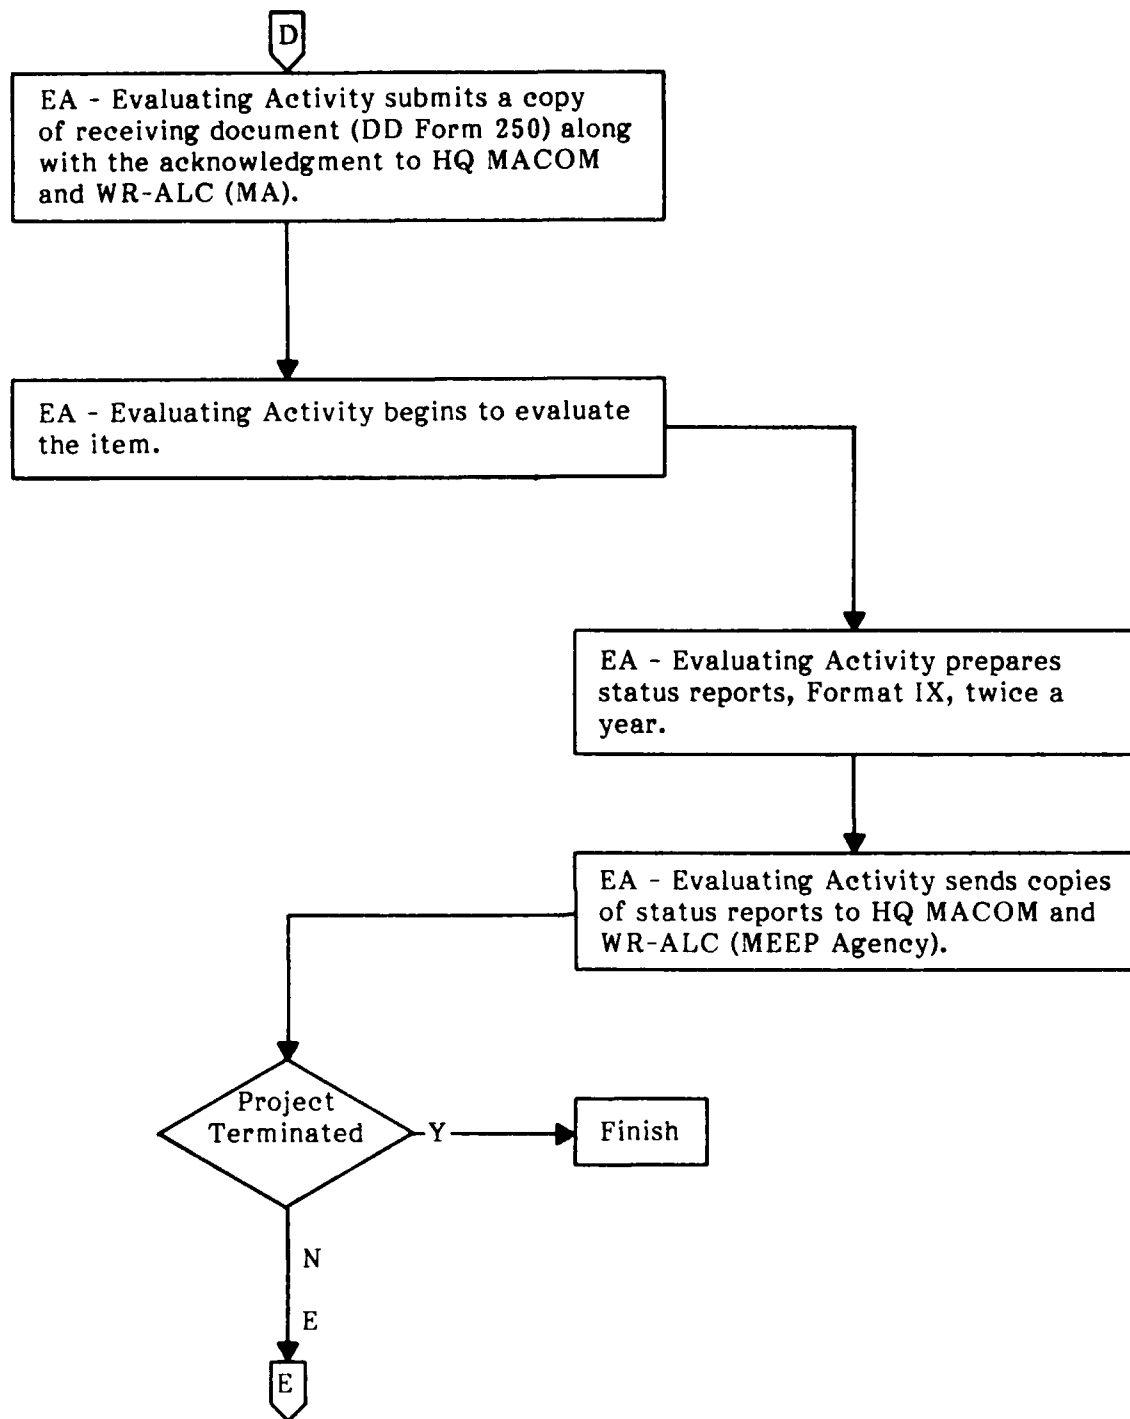 D
EA - Evaluating Activity submits a copy
of receiving document (DD Form 250) along
with the acknowledgment to HQ MACOM
and WR-ALC (MA).
EA - Evaluating Activity begins to evaluate
the item.
EA - Evaluating Activity prepares
status reports, Format IX, twice a
year.
EA - Evaluating Activity sends copies
of status reports to HQ MACOM and
WR-ALC (MEEP Agency).
Project
Terminated
Y
Finish
N
E
E